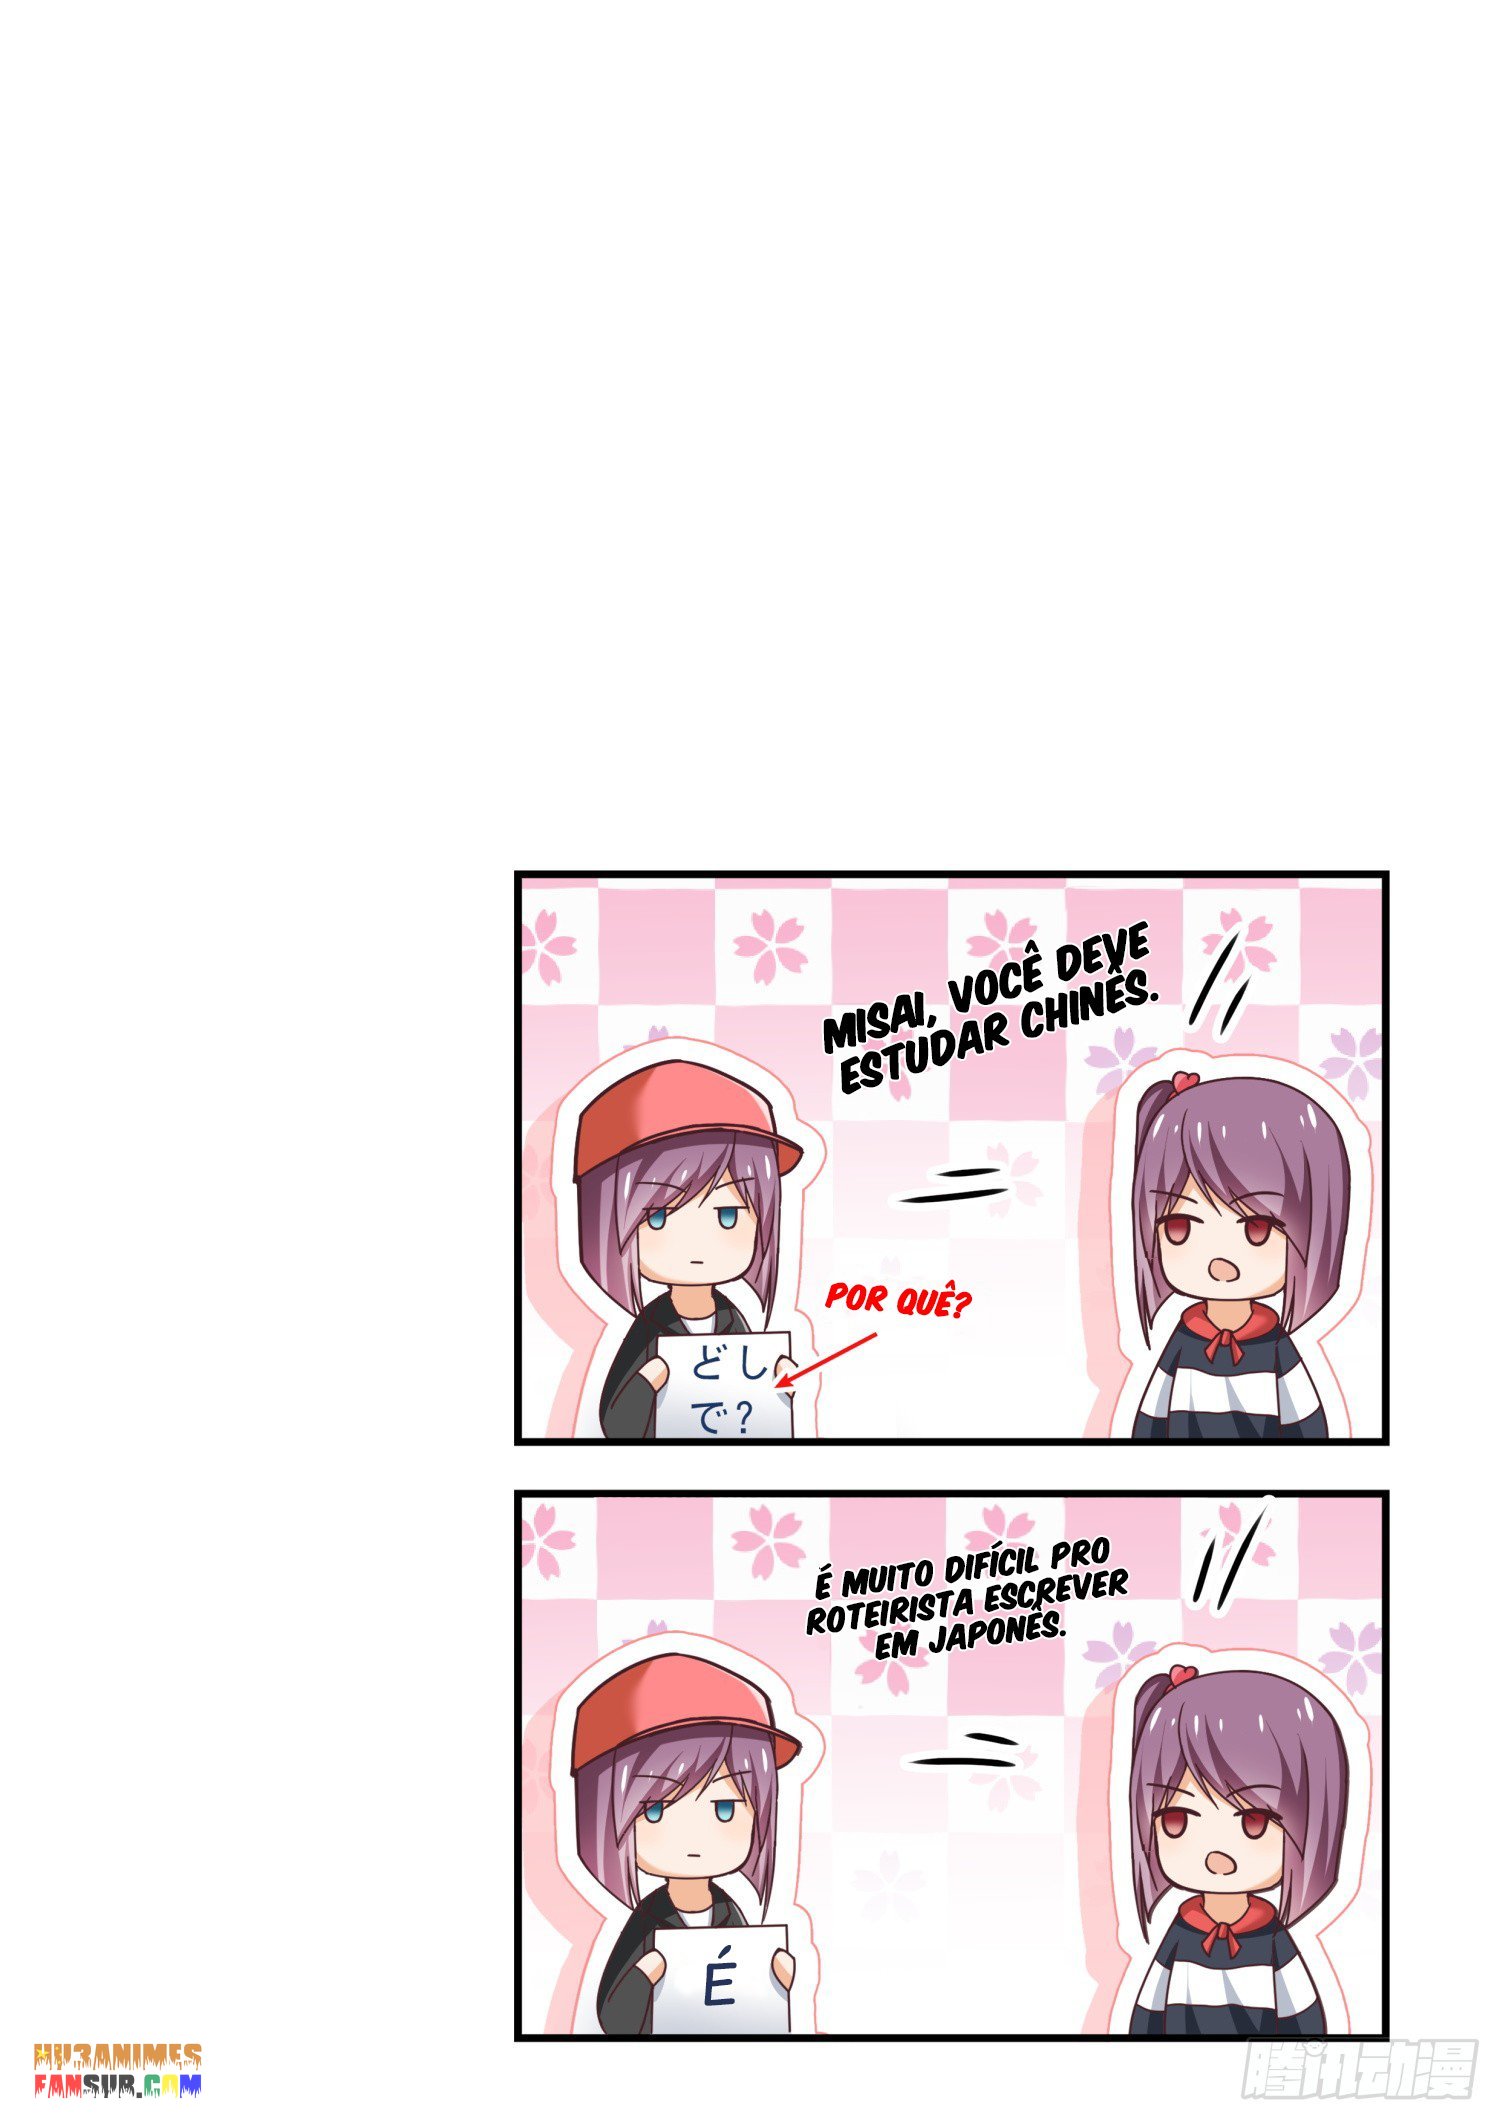 MISAI, VOCÊ DEVE
ESTUDAR CHINÊS.
POR QUÊ?
どし
で?
É MUITO DIFÍCIL PRO
ROTEIRISTA ESCREVER
EM JAPONÊS.
É
HU3ANIMES
FANSUB.COM
腾讯动漫